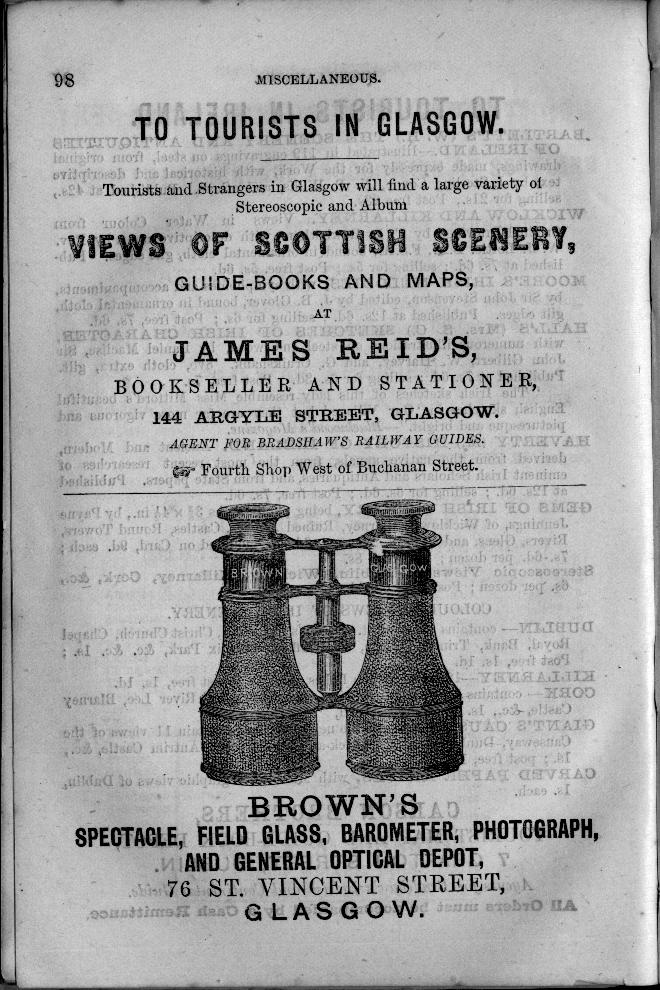 98
MISCELLANEOUS.
TO TOURISTS IN GLASGOW.
Tourists and Strangers in Glasgow will find a large variety of
Stereoscopic and Album
VIEWS OF SCOTTISH SCENERY,
GUIDE-BOOKS AND MAPS,
AT
JAMES REID'S,
BOOKSELLER AND STATIONER,
144 ARGYLE STREET, GLASGOW.
AGENT FOR BRADSHAW'S RAILWAY GUIDES.
☞ Fourth Shop West of Buchanan Street.
BROWN GLASGOW
BROWN'S
SPECTACLE, FIELD GLASS, BAROMETER, PHOTOGRAPH,
AND GENERAL OPTICAL DEPOT,
76 ST. VINCENT STREET,
GLASGOW.